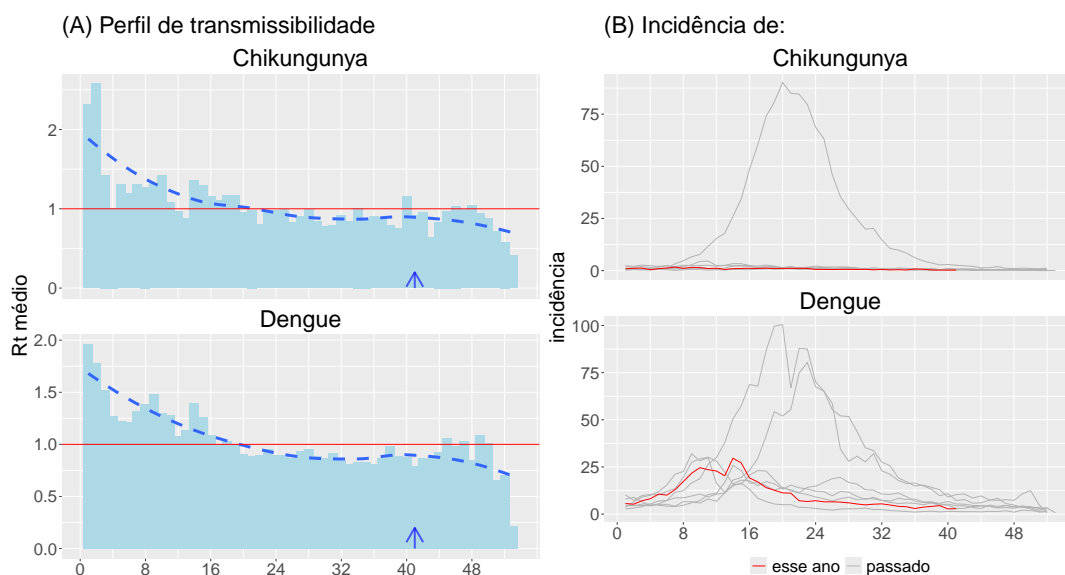 (A) Perfil de transmissibilidade
Chikungunya
2
1
0
Dengue
2.0
1.5
1.0
0.5
0.0
0 8 16 24 32 40 48
Rt médio
(B) Incidência de:
Chikungunya
75
50
25
0
Dengue
100
75
50
25
0
0 8 16 24 32 40 48
incidência
esse ano passado